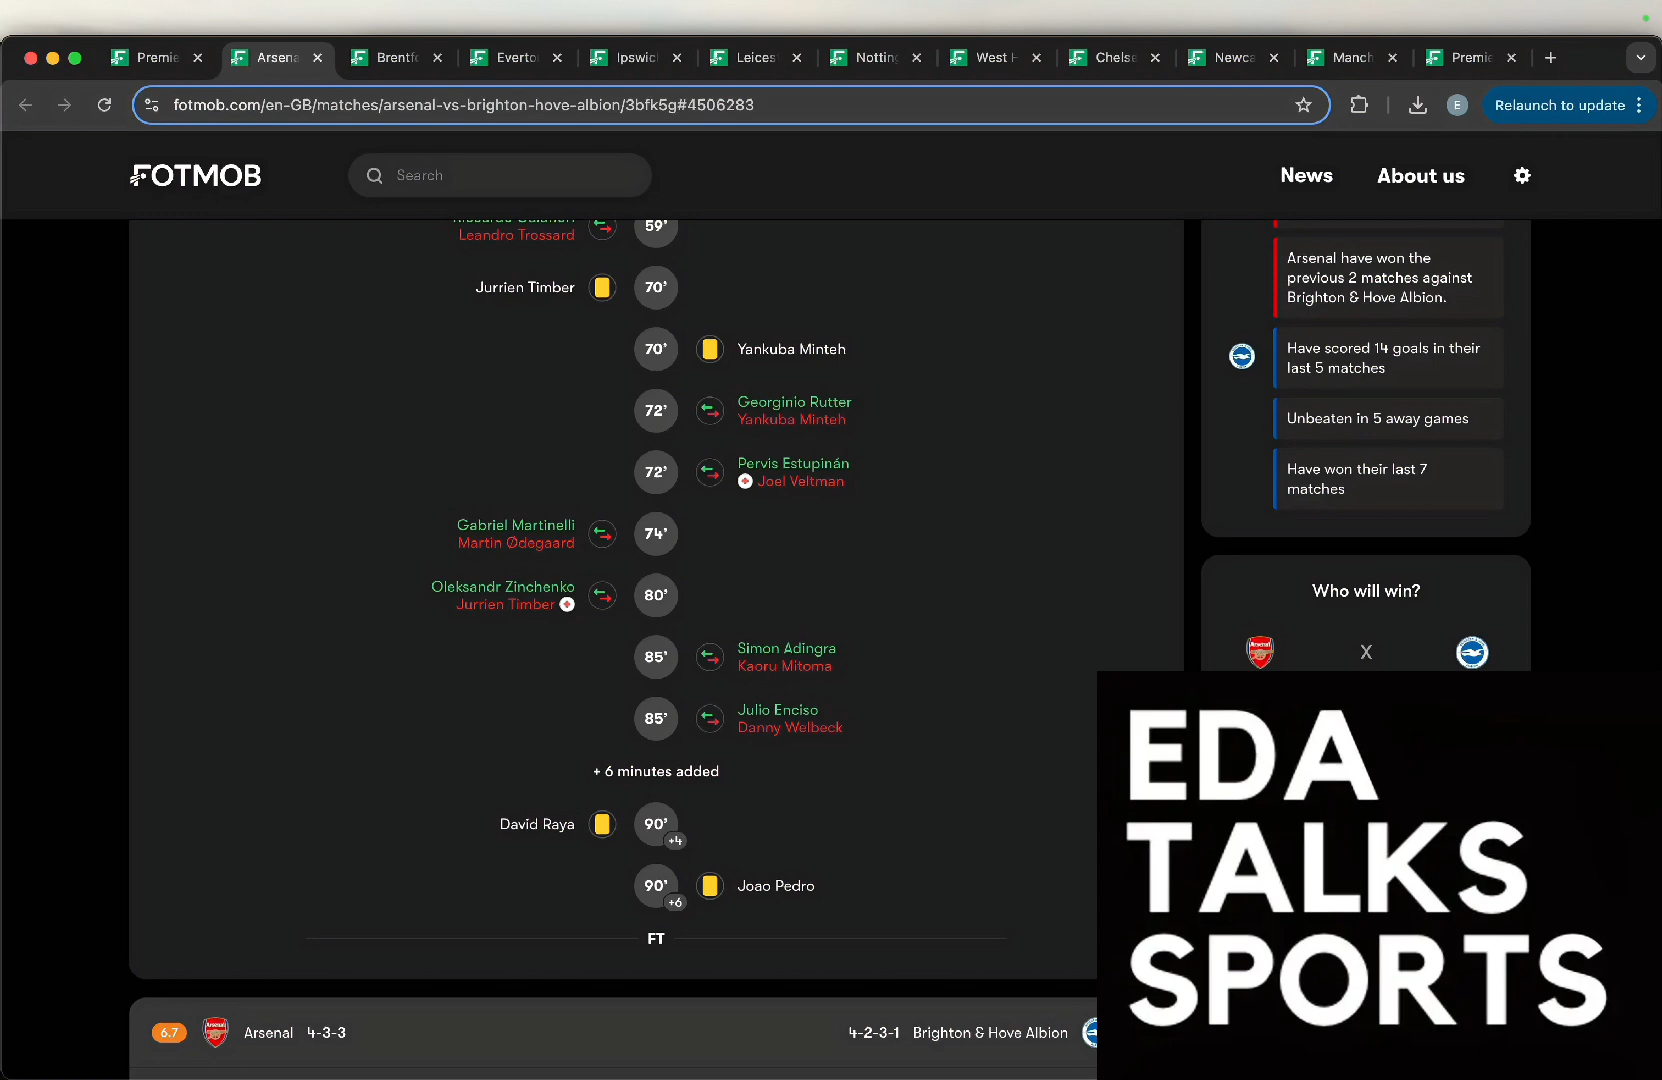 Premie
Arsena
Brentfo
Everto
Ipswic
Leices
Notting
West H
Chelse
Newca
Manch
Premie
fotmob.com/en-GB/matches/arsenal-vs-brighton-hove-albion/3bfk5g#4506283
E
Relaunch to update
FOTMOB
Search
News
About us
59’
Leandro Trossard
Jurrien Timber
70’
70’
Yankuba Minteh
72’
Georginio Rutter
Yankuba Minteh
72’
Pervis Estupinán
Joel Veltman
Gabriel Martinelli
Martin Ødegaard
74’
Oleksandr Zinchenko
Jurrien Timber
80’
85’
Simon Adingra
Kaoru Mitoma
85’
Julio Enciso
Danny Welbeck
+ 6 minutes added
David Raya
90’
+4
90’
+6
Joao Pedro
FT
6.7
Arsenal
Arsenal 4-3-3
4-2-3-1 Brighton & Hove Albion
Arsenal have won the
previous 2 matches against
Brighton & Hove Albion.
Have scored 14 goals in their
last 5 matches
Unbeaten in 5 away games
Have won their last 7
matches
Who will win?
Arsenal
X
EDA
TALKS
SPORTS